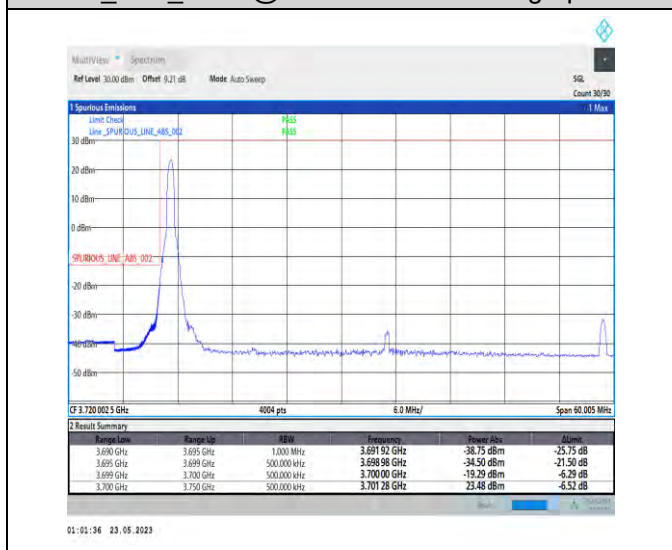 MultiView Spectrum
Ref Level 30.00 dBm Offset 9.21 dB Mode Auto Sweep SGL
Count 30/30
1 Spurious Emissions 1 Max
Limit Check PASS
Line _SPURIOUS_LINE_ABS_002 PASS
30 dBm
20 dBm
10 dBm
0 dBm
SPURIOUS_LINE_ABS_002
-20 dBm
-30 dBm
-40 dBm
-50 dBm
CF 3.720 002 5 GHz 4004 pts 6.0 MHz/ Span 60.005 MHz
2 Result Summary
Range Low Range Up RBW Frequency Power Abs ΔLimit
3.690 GHz 3.695 GHz 1.000 MHz 3.691 92 GHz -38.75 dBm -25.75 dB
3.695 GHz 3.699 GHz 500.000 kHz 3.698 98 GHz -34.50 dBm -21.50 dB
3.699 GHz 3.700 GHz 500.000 kHz 3.700 00 GHz -19.29 dBm -6.29 dB
3.700 GHz 3.750 GHz 500.000 kHz 3.701 28 GHz 23.48 dBm -6.52 dB
01:01:36 23.05.2023